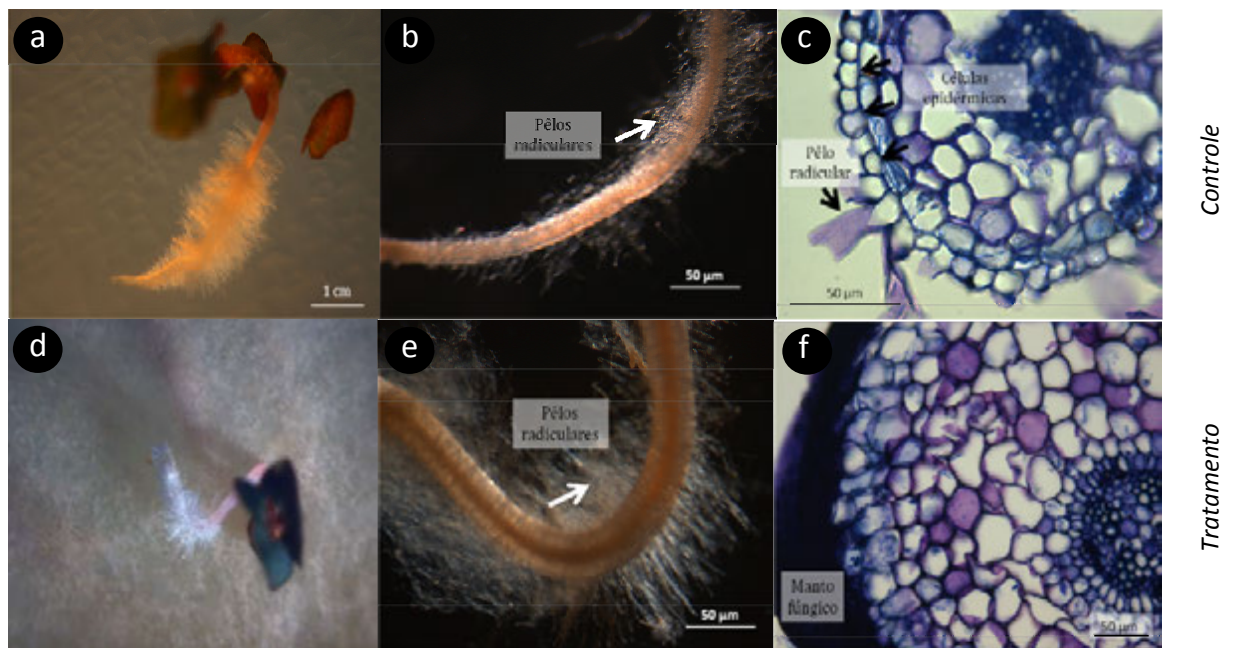 a
b
c
Pêlos
radiculares
Células
epidérmicas
Pêlo
radicular
1 cm
50 µm
50 µm
Controle
d
e
f
Pêlos
radiculares
Manto
fúngico
50 µm
50 µm
Tratamento